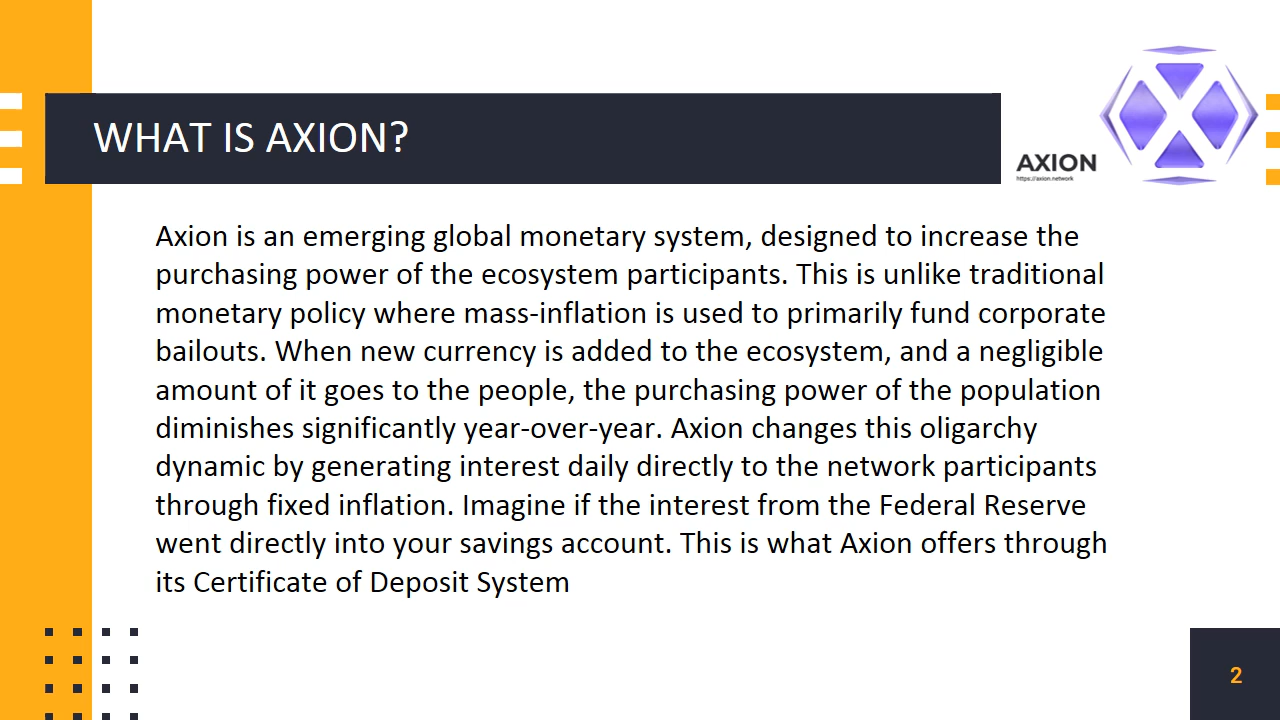 WHAT IS AXION?
AXION
https://axion.network
Axion is an emerging global monetary system, designed to increase the
purchasing power of the ecosystem participants. This is unlike traditional
monetary policy where mass-inflation is used to primarily fund corporate
bailouts. When new currency is added to the ecosystem, and a negligible
amount of it goes to the people, the purchasing power of the population
diminishes significantly year-over-year. Axion changes this oligarchy
dynamic by generating interest daily directly to the network participants
through fixed inflation. Imagine if the interest from the Federal Reserve
went directly into your savings account. This is what Axion offers through
its Certificate of Deposit System
2